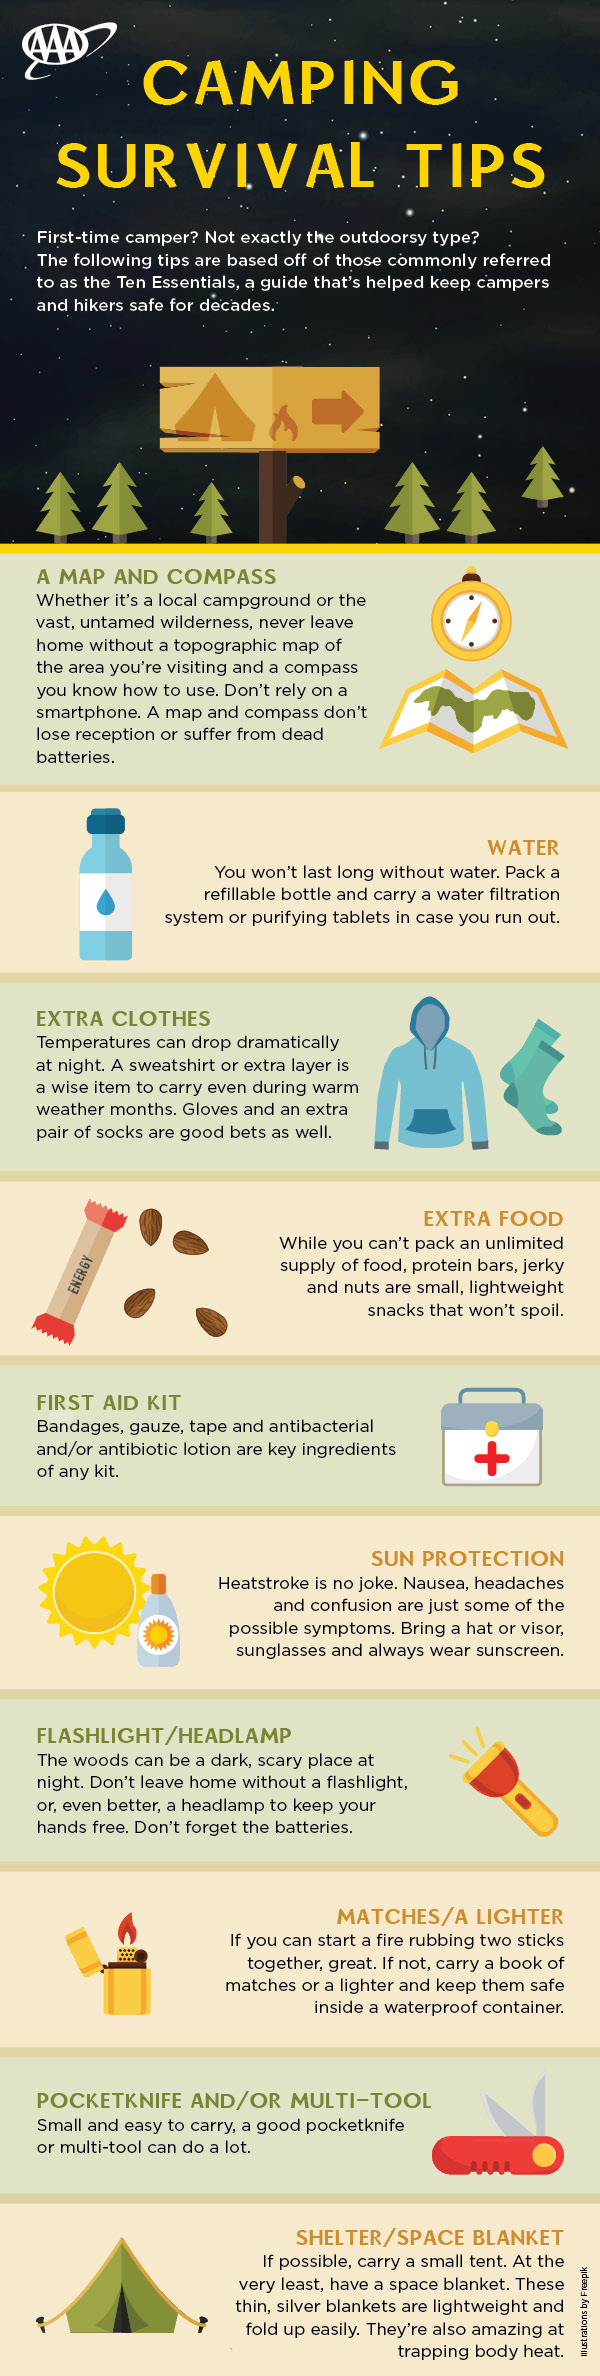 AAA
CAMPING
SURVIVAL TIPS
First-time camper? Not exactly the outdoorsy type?
The following tips are based off of those commonly referred
to as the Ten Essentials, a guide that's helped keep campers
and hikers safe for decades.
A MAP AND COMPASS
Whether it's a local campground or the
vast, untamed wilderness, never leave
home without a topographic map of
the area you're visiting and a compass
you know how to use. Don't rely on a
smartphone. A map and compass don't
lose reception or suffer from dead
batteries.
WATER
You won't last long without water. Pack a
refillable bottle and carry a water filtration
system or purifying tablets in case you run out.
EXTRA CLOTHES
Temperatures can drop dramatically
at night. A sweatshirt or extra layer is
a wise item to carry even during warm
weather months. Gloves and an extra
pair of socks are good bets as well.
ENERGY
EXTRA FOOD
While you can't pack an unlimited
supply of food, protein bars, jerky
and nuts are small, lightweight
snacks that won't spoil.
FIRST AID KIT
Bandages, gauze, tape and antibacterial
and/or antibiotic lotion are key ingredients
of any kit.
SUN PROTECTION
Heatstroke is no joke. Nausea, headaches
and confusion are just some of the
possible symptoms. Bring a hat or visor,
sunglasses and always wear sunscreen.
FLASHLIGHT/HEADLAMP
The woods can be a dark, scary place at
night. Don't leave home without a flashlight,
or, even better, a headlamp to keep your
hands free. Don't forget the batteries.
MATCHES/A LIGHTER
If you can start a fire rubbing two sticks
together, great. If not, carry a book of
matches or a lighter and keep them safe
inside a waterproof container.
POCKETKNIFE AND/OR MULTI-TOOL
Small and easy to carry, a good pocketknife
or multi-tool can do a lot.
SHELTER/SPACE BLANKET
If possible, carry a small tent. At the
very least, have a space blanket. These
thin, silver blankets are lightweight and
fold up easily. They're also amazing at
trapping body heat.
Illustrations by Freepik